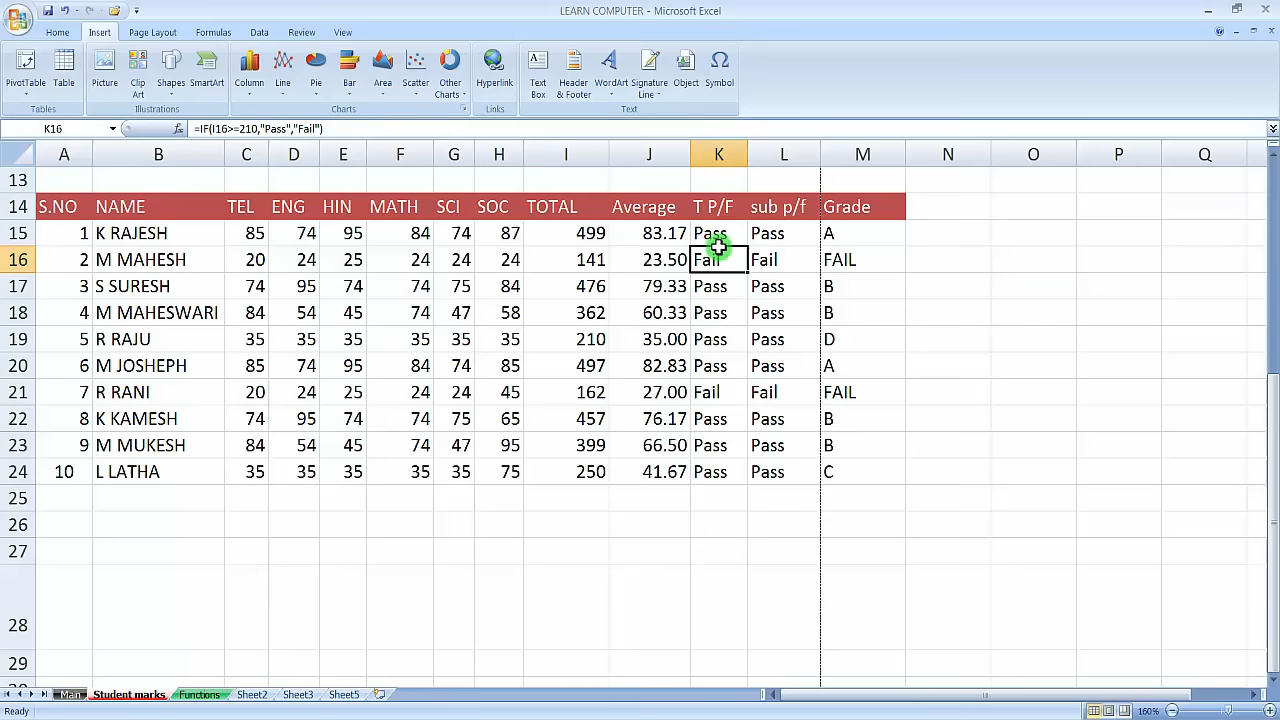 LEARN COMPUTER - Microsoft Excel
Home Insert Page Layout Formulas Data Review View
PivotTable Table Picture Clip Art Shapes SmartArt Column Line Pie Bar Area Scatter Other Charts Hyperlink Text Box Header & Footer WordArt Signature Line Object Symbol
Tables Illustrations Charts Links Text
K16 fx =IF(I16>=210,"Pass","Fail")
A B C D E F G H I J K L M N O P Q
13
14 S.NO NAME TEL ENG HIN MATH SCI SOC TOTAL Average T P/F sub p/f Grade
15 1 K RAJESH 85 74 95 84 74 87 499 83.17 Pass Pass A
16 2 M MAHESH 20 24 25 24 24 24 141 23.50 Fail Fail FAIL
17 3 S SURESH 74 95 74 74 75 84 476 79.33 Pass Pass B
18 4 M MAHESWARI 84 54 45 74 47 58 362 60.33 Pass Pass B
19 5 R RAJU 35 35 35 35 35 35 210 35.00 Pass Pass D
20 6 M JOSHEPH 85 74 95 84 74 85 497 82.83 Pass Pass A
21 7 R RANI 20 24 25 24 24 45 162 27.00 Fail Fail FAIL
22 8 K KAMESH 74 95 74 74 75 65 457 76.17 Pass Pass B
23 9 M MUKESH 84 54 45 74 47 95 399 66.50 Pass Pass B
24 10 L LATHA 35 35 35 35 35 75 250 41.67 Pass Pass C
25
26
27
28
29
Main Student marks Functions Sheet2 Sheet3 Sheet5
Ready 160%